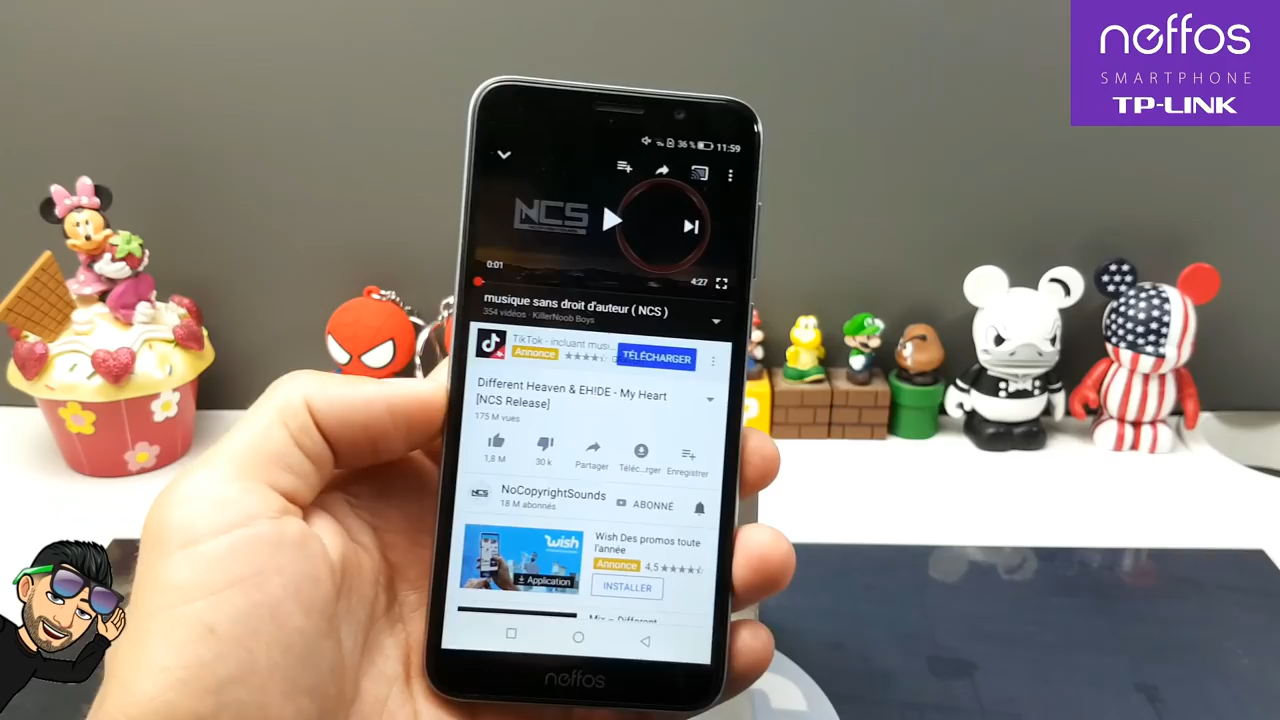 neffos
SMARTPHONE
TP-LINK
36 % 11:59
NCS
0:01
4:27
musique sans droit d'auteur ( NCS )
354 vidéos · KillerNoob Boys
TikTok - incluant musi...
Annonce
TÉLÉCHARGER
Different Heaven & EH!DE - My Heart
[NCS Release]
175 M vues
1,8 M
30 k
Partager
Téléc...rger
Enregistrer
NCS
NoCopyrightSounds
18 M abonnés
ABONNÉ
wish
Application
Wish Des promos toute
l'année
Annonce 4,5
INSTALLER
neffos